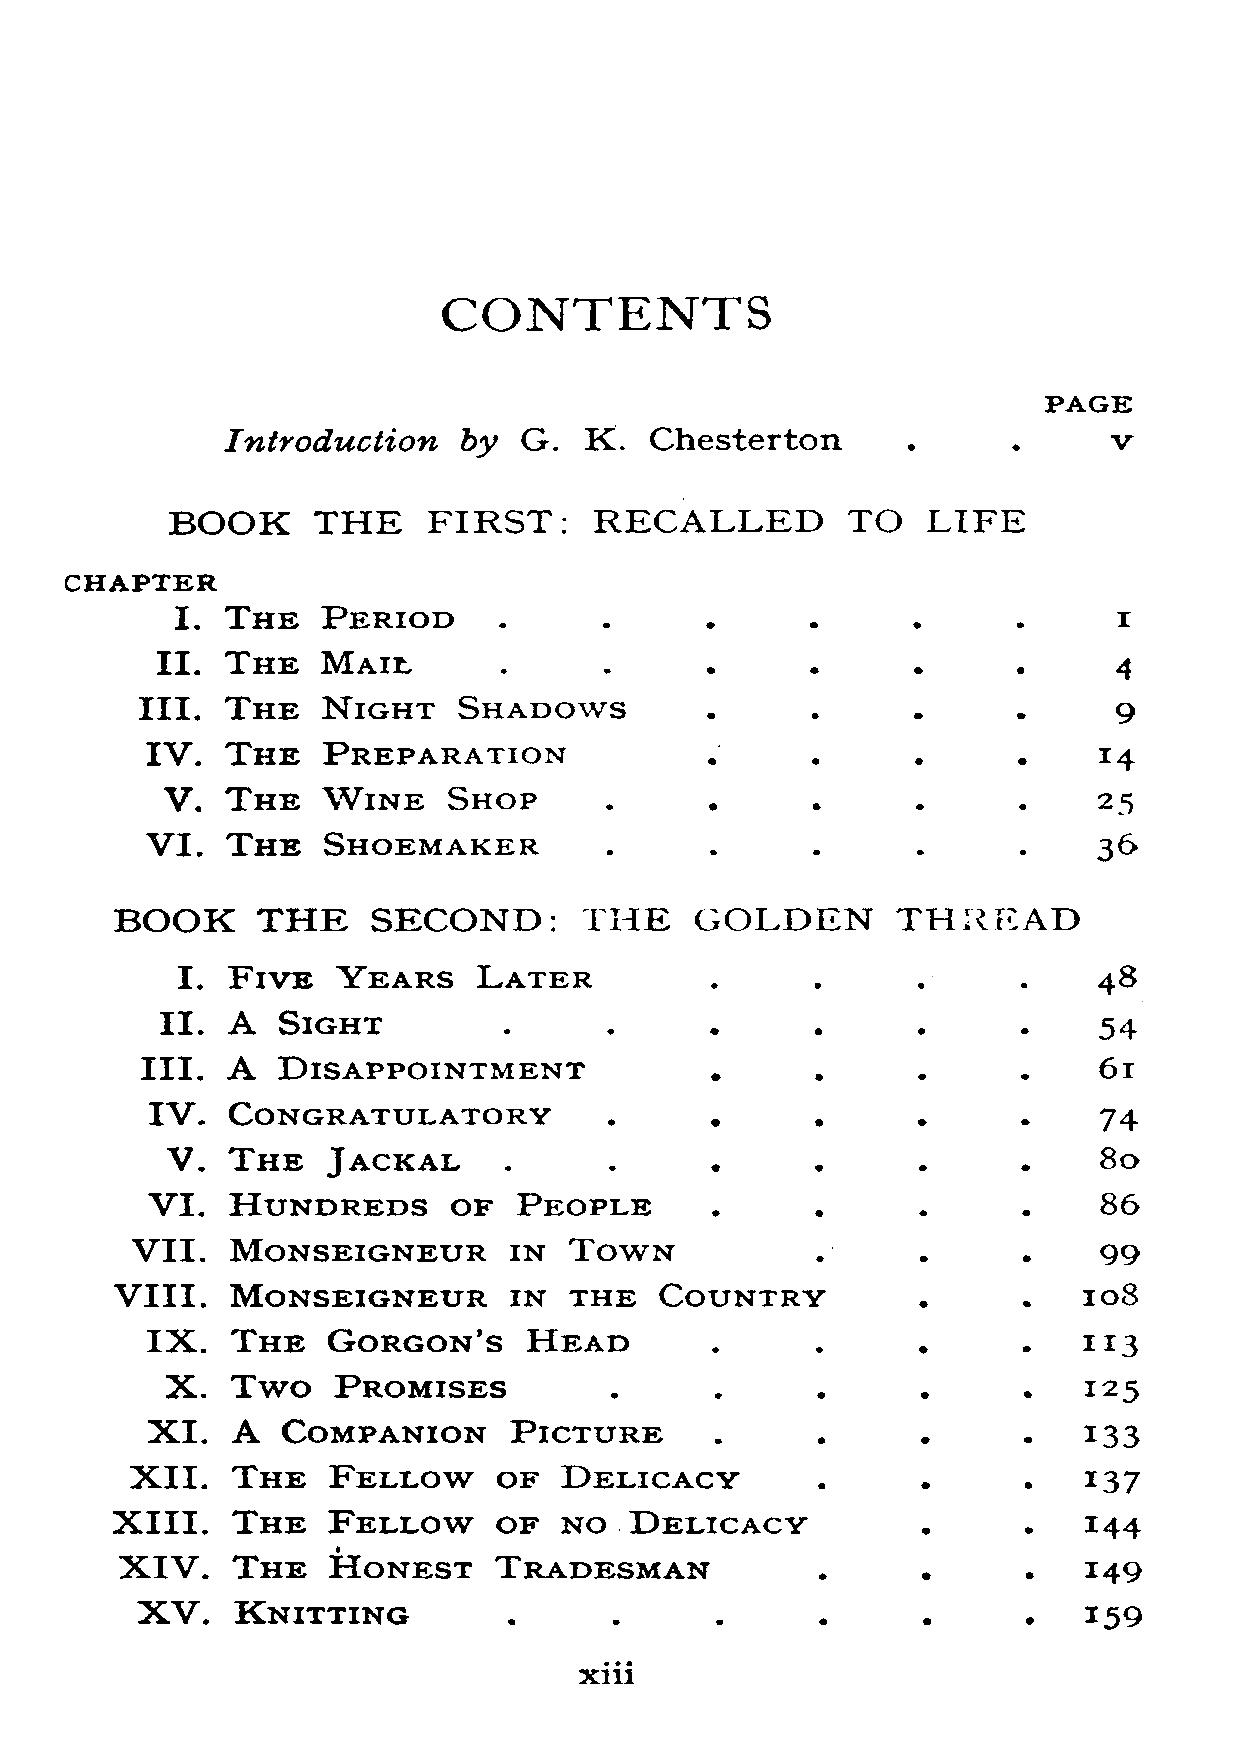 CONTENTS
PAGE
Introduction by G. K. Chesterton . . v
BOOK THE FIRST: RECALLED TO LIFE
CHAPTER
I. The Period . . . . . . 1
II. The Mail . . . . . . 4
III. The Night Shadows . . . . 9
IV. The Preparation . . . . 14
V. The Wine Shop . . . . . 25
VI. The Shoemaker . . . . . 36
BOOK THE SECOND: THE GOLDEN THREAD
I. Five Years Later . . . . 48
II. A Sight . . . . . . 54
III. A Disappointment . . . . 61
IV. Congratulatory . . . . . 74
V. The Jackal . . . . . . 80
VI. Hundreds of People . . . . 86
VII. Monseigneur in Town . . . 99
VIII. Monseigneur in the Country . . 108
IX. The Gorgon's Head . . . . 113
X. Two Promises . . . . . 125
XI. A Companion Picture . . . . 133
XII. The Fellow of Delicacy . . . 137
XIII. The Fellow of no Delicacy . . 144
XIV. The Honest Tradesman . . . 149
XV. Knitting . . . . . . 159
xiii